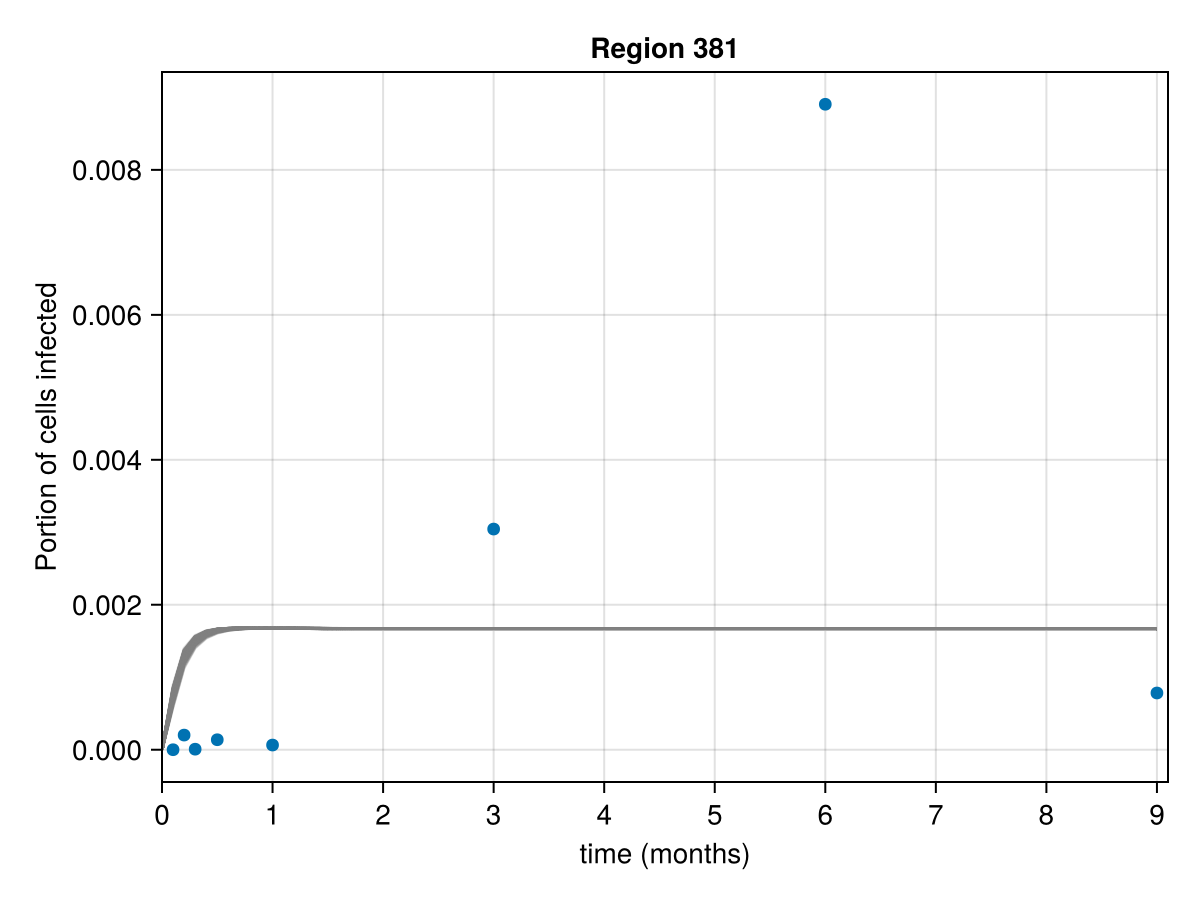 Region 381
Portion of cells infected
0.008
0.006
0.004
0.002
0.000
0 1 2 3 4 5 6 7 8 9
time (months)